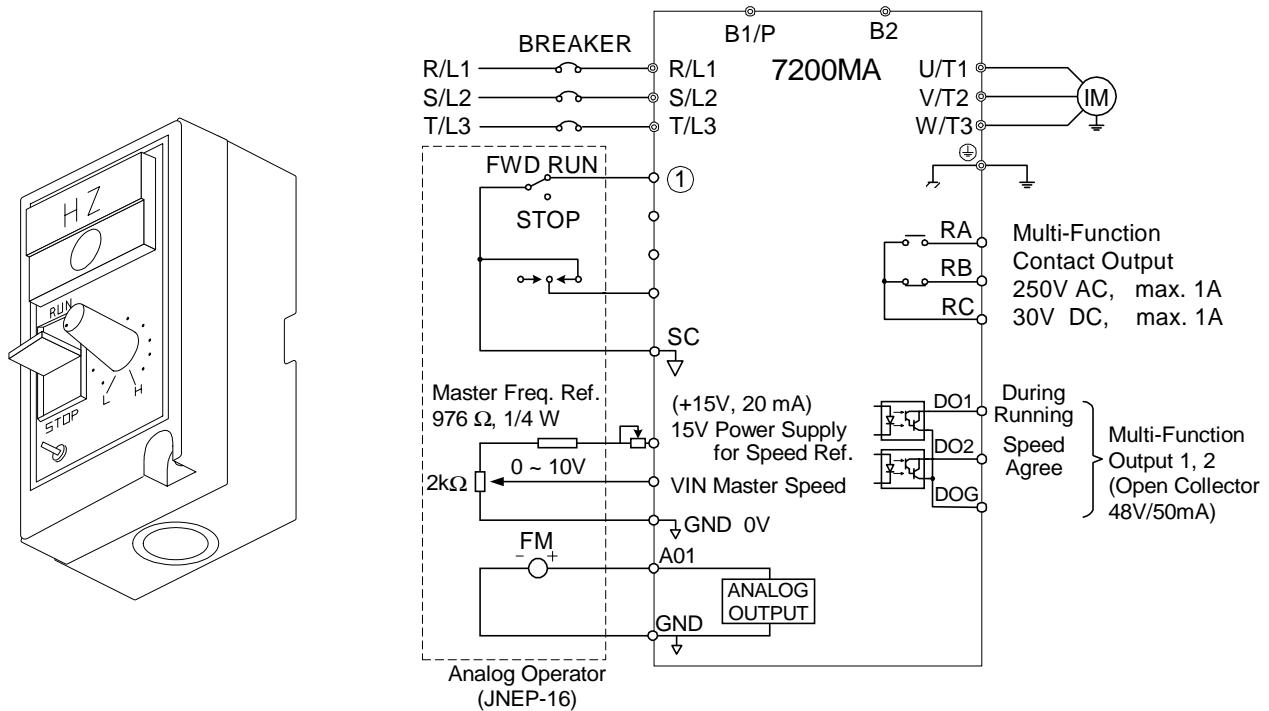 HZ
RUN
L
H
STOP
B1/P
B2
BREAKER
7200MA
R/L1
R/L1
U/T1
S/L2
S/L2
V/T2
IM
T/L3
T/L3
W/T3
FWD RUN
1
STOP
SC
RA
RB
RC
Multi-Function
Contact Output
250V AC, max. 1A
30V DC, max. 1A
Master Freq. Ref.
976 Ω, 1/4 W
(+15V, 20 mA)
15V Power Supply
for Speed Ref.
0 ~ 10V
2kΩ
VIN Master Speed
GND 0V
FM
- +
A01
ANALOG
OUTPUT
GND
DO1
DO2
DOG
During
Running
Speed
Agree
Multi-Function
Output 1, 2
(Open Collector
48V/50mA)
Analog Operator
(JNEP-16)